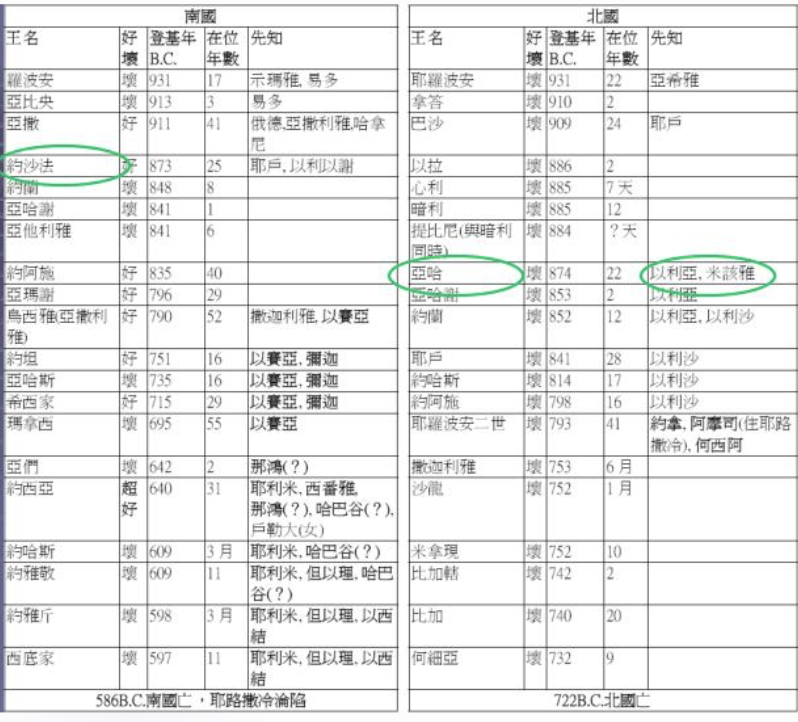 南國
王名 好壞 登基年B.C. 在位年數 先知
羅波安 壞 931 17 示瑪雅, 易多
亞比央 壞 913 3 易多
亞撒 好 911 41 俄德,亞撒利雅,哈拿尼
約沙法 好 873 25 耶戶, 以利以謝
約蘭 壞 848 8
亞哈謝 壞 841 1
亞他利雅 壞 841 6
約阿施 好 835 40
亞瑪謝 好 796 29
烏西雅(亞撒利雅) 好 790 52 撒迦利雅, 以賽亞
約坦 好 751 16 以賽亞, 彌迦
亞哈斯 壞 735 16 以賽亞, 彌迦
希西家 好 715 29 以賽亞, 彌迦
瑪拿西 壞 695 55 以賽亞
亞們 壞 642 2 那鴻(?)
約西亞 超好 640 31 耶利米, 西番雅, 那鴻(?), 哈巴谷(?), 戶勒大(女)
約哈斯 壞 609 3 月 耶利米, 哈巴谷(?)
約雅敬 壞 609 11 耶利米, 但以理, 哈巴谷(?)
約雅斤 壞 598 3 月 耶利米, 但以理, 以西結
西底家 壞 597 11 耶利米, 但以理, 以西結
586B.C.南國亡，耶路撒冷淪陷
北國
王名 好壞 登基年B.C. 在位年數 先知
耶羅波安 壞 931 22 亞希雅
拿答 壞 910 2
巴沙 壞 909 24 耶戶
以拉 壞 886 2
心利 壞 885 7 天
暗利 壞 885 12
提比尼(與暗利同時) 壞 884 ? 天
亞哈 壞 874 22 以利亞, 米該雅
亞哈謝 壞 853 2 以利亞
約蘭 壞 852 12 以利亞, 以利沙
耶戶 壞 841 28 以利沙
約哈斯 壞 814 17 以利沙
約阿施 壞 798 16 以利沙
耶羅波安二世 壞 793 41 約拿, 阿摩司(住耶路撒冷), 何西阿
撒迦利雅 壞 753 6 月
沙龍 壞 752 1 月
米拿現 壞 752 10
比加轄 壞 742 2
比加 壞 740 20
何細亞 壞 732 9
722B.C.北國亡